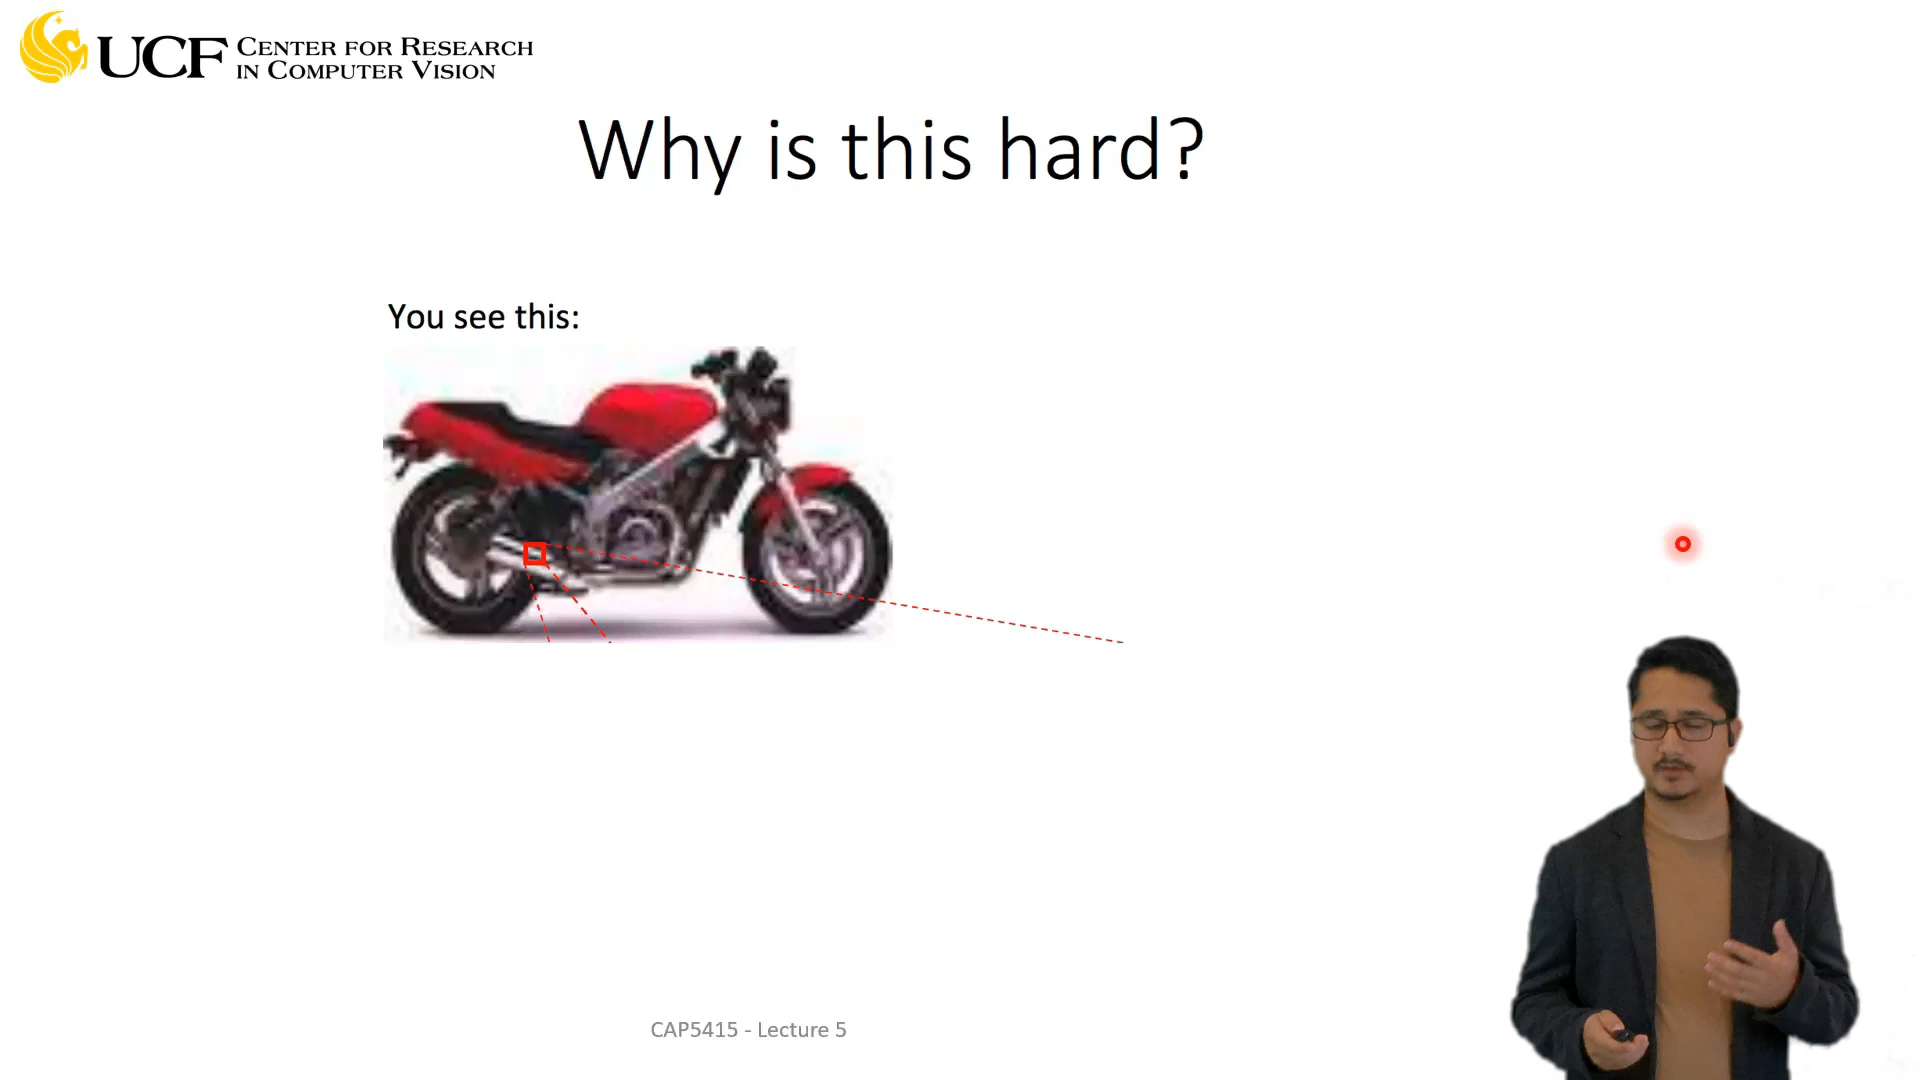 UCF CENTER FOR RESEARCH
IN COMPUTER VISION
Why is this hard?
You see this:
CAP5415 - Lecture 5